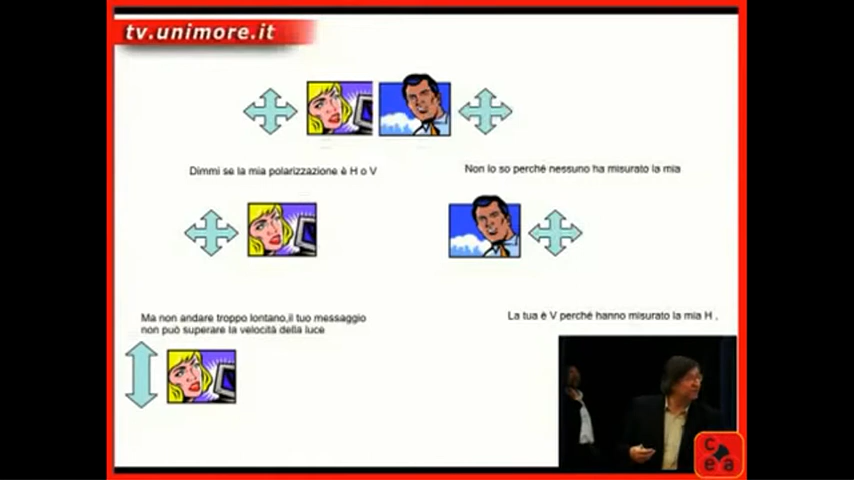 tv.unimore.it
Dimmi se la mia polarizzazione è H o V
Non lo so perché nessuno ha misurato la mia
Ma non andare troppo lontano,il tuo messaggio
non può superare la velocità della luce
La tua è V perché hanno misurato la mia H .
c
e a